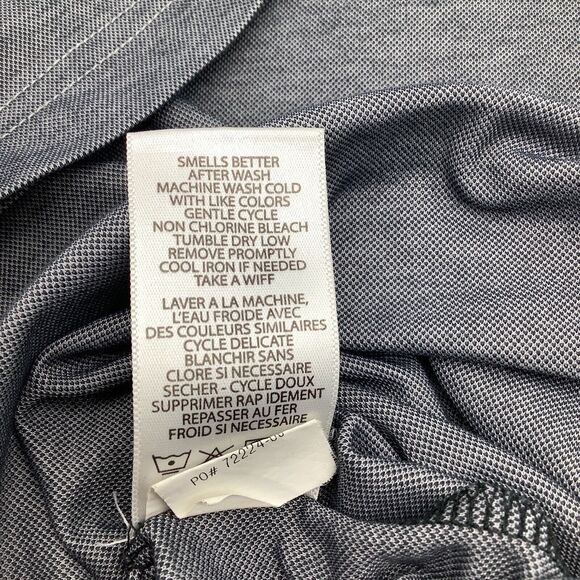 SMELLS BETTER
AFTER WASH
MACHINE WASH COLD
WITH LIKE COLORS
GENTLE CYCLE
NON CHLORINE BLEACH
TUMBLE DRY LOW
REMOVE PROMPTLY
COOL IRON IF NEEDED
TAKE A WIFF
LAVER A LA MACHINE,
L'EAU FROIDE AVEC
DES COULEURS SIMILAIRES
CYCLE DELICATE
BLANCHIR SANS
CLORE SI NECESSAIRE
SECHER - CYCLE DOUX
SUPPRIMER RAP IDEMENT
REPASSER AU FER
FROID SI NECESSAIRE
PO#